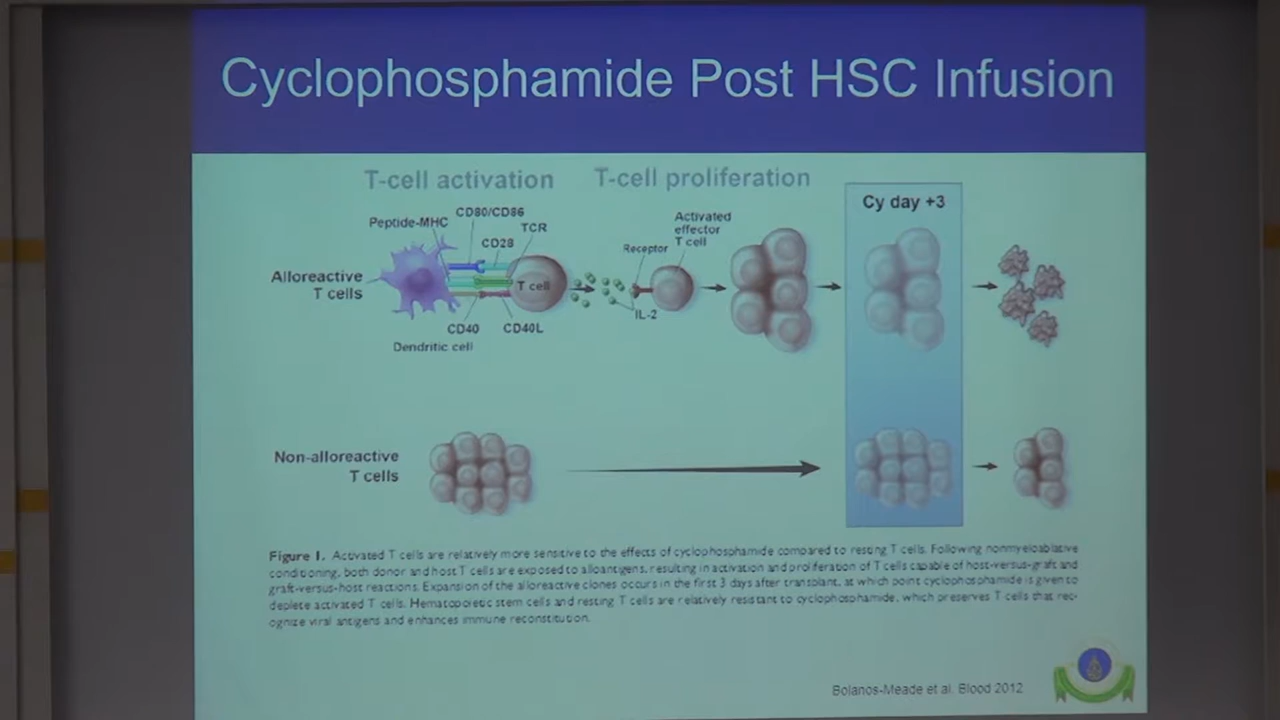 Cyclophosphamide Post HSC Infusion
T-cell activation
T-cell proliferation
Cy day +3
Peptide-MHC
CD80/CD86
TCR
CD28
Activated
effector
T cell
Receptor
Alloreactive
T cells
T cell
IL-2
CD40
CD40L
Dendritic cell
Non-alloreactive
T cells
Figure 1. Activated T cells are relatively more sensitive to the effects of cyclophosphamide compared to resting T cells. Following nonmyeloablative
conditioning, both donor and host T cells are exposed to alloantigens, resulting in activation and proliferation of T cells capable of host-versus-graft and
graft-versus-host reactions. Expansion of the alloreactive clones occurs in the first 3 days after transplant, at which point cyclophosphamide is given to
deplete activated T cells. Hematopoietic stem cells and resting T cells are relatively resistant to cyclophosphamide, which preserves T cells that rec-
ognize viral antigens and enhances immune reconstitution.
Bolanos-Meade et al. Blood 2012